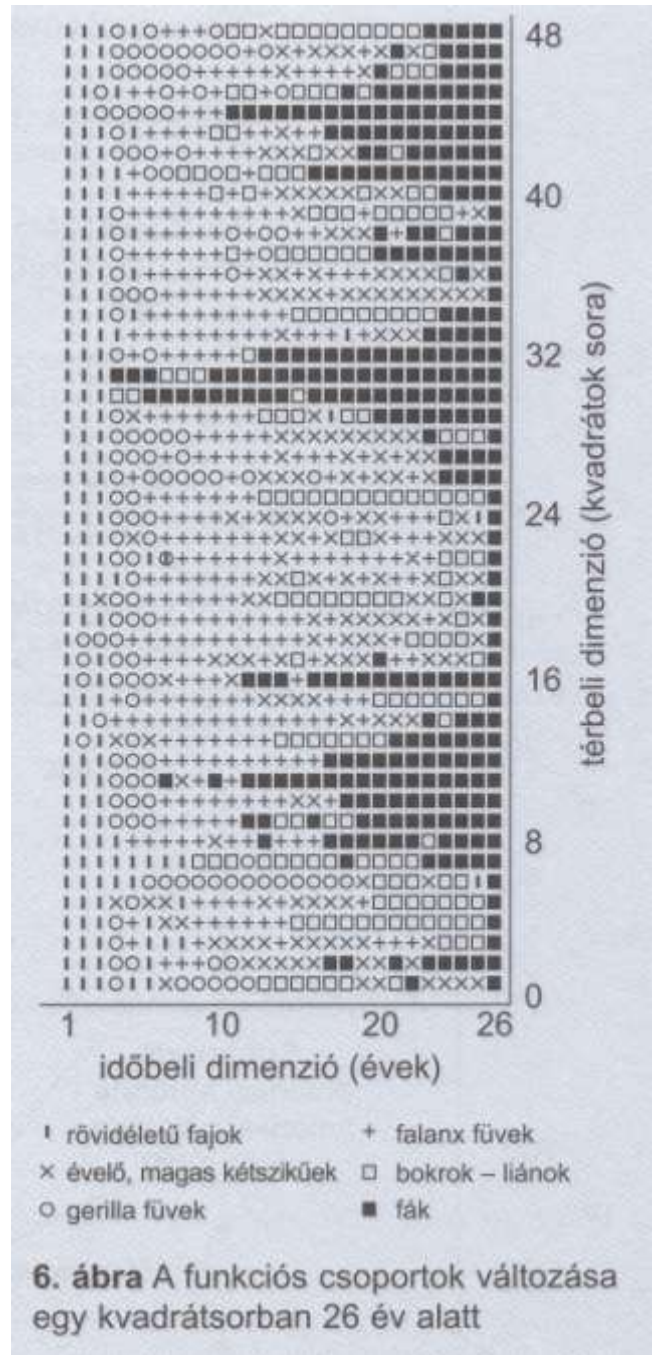 48
40
32
24
16
8
0
térbeli dimenzió (kvadrátok sora)
1 10 20 26
időbeli dimenzió (évek)
rövidéletű fajok
+ falanx füvek
× évelő, magas kétszikűek
□ bokrok – liánok
○ gerilla füvek
■ fák
6. ábra A funkciós csoportok változása
egy kvadrátsorban 26 év alatt